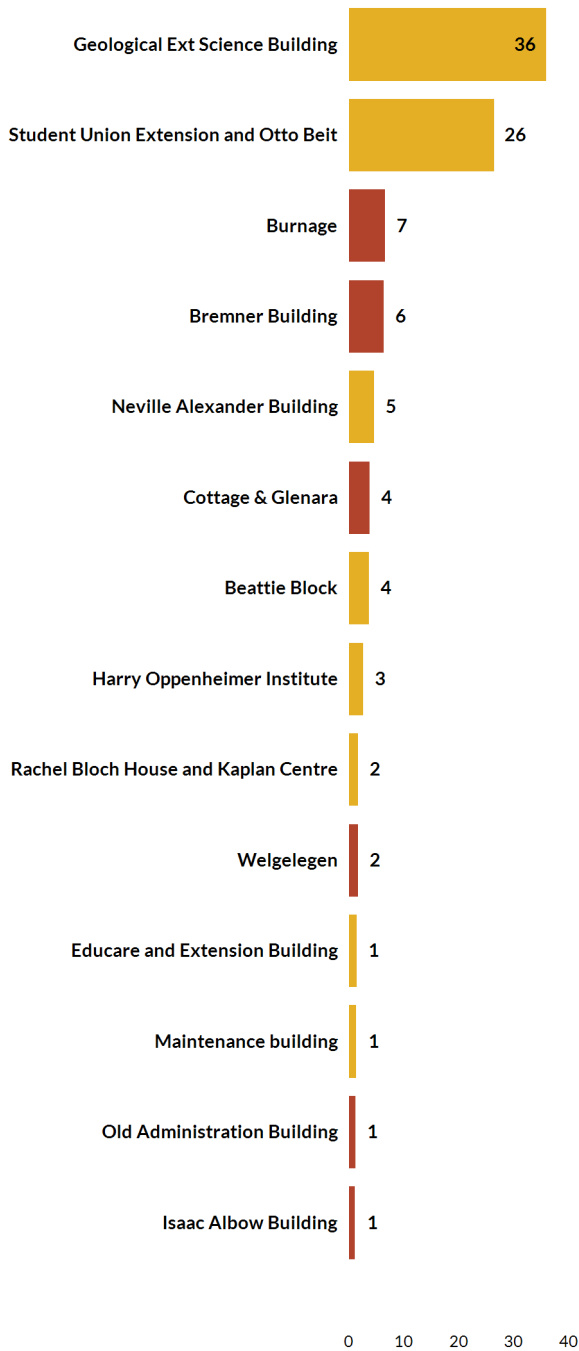 Geological Ext Science Building 36
Student Union Extension and Otto Beit 26
Burnage 7
Bremner Building 6
Neville Alexander Building 5
Cottage & Glenara 4
Beattie Block 4
Harry Oppenheimer Institute 3
Rachel Bloch House and Kaplan Centre 2
Welgelegen 2
Educare and Extension Building 1
Maintenance building 1
Old Administration Building 1
Isaac Albow Building 1
0 10 20 30 40